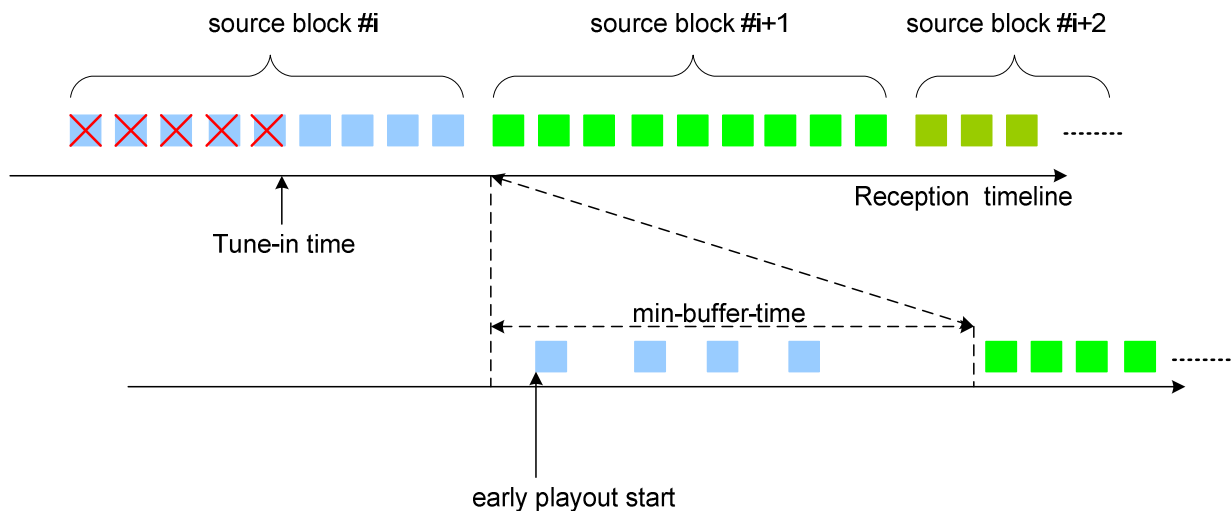 source block #i
source block #i+1
source block #i+2
Reception timeline
Tune-in time
min-buffer-time
early playout start